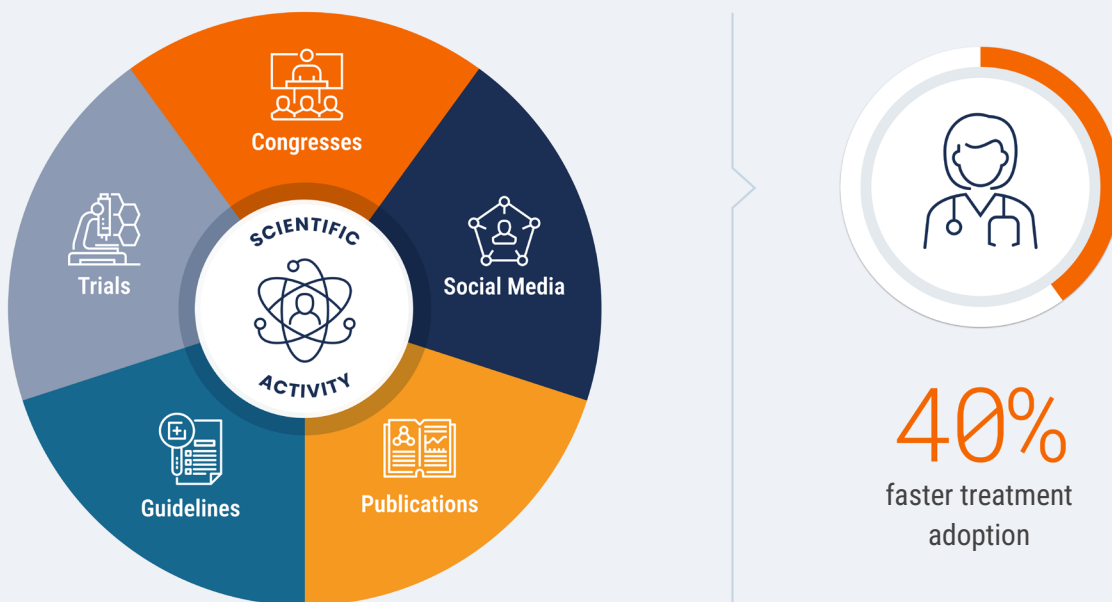 Congresses
Trials
SCIENTIFIC
ACTIVITY
Social Media
Guidelines
Publications
40%
faster treatment
adoption